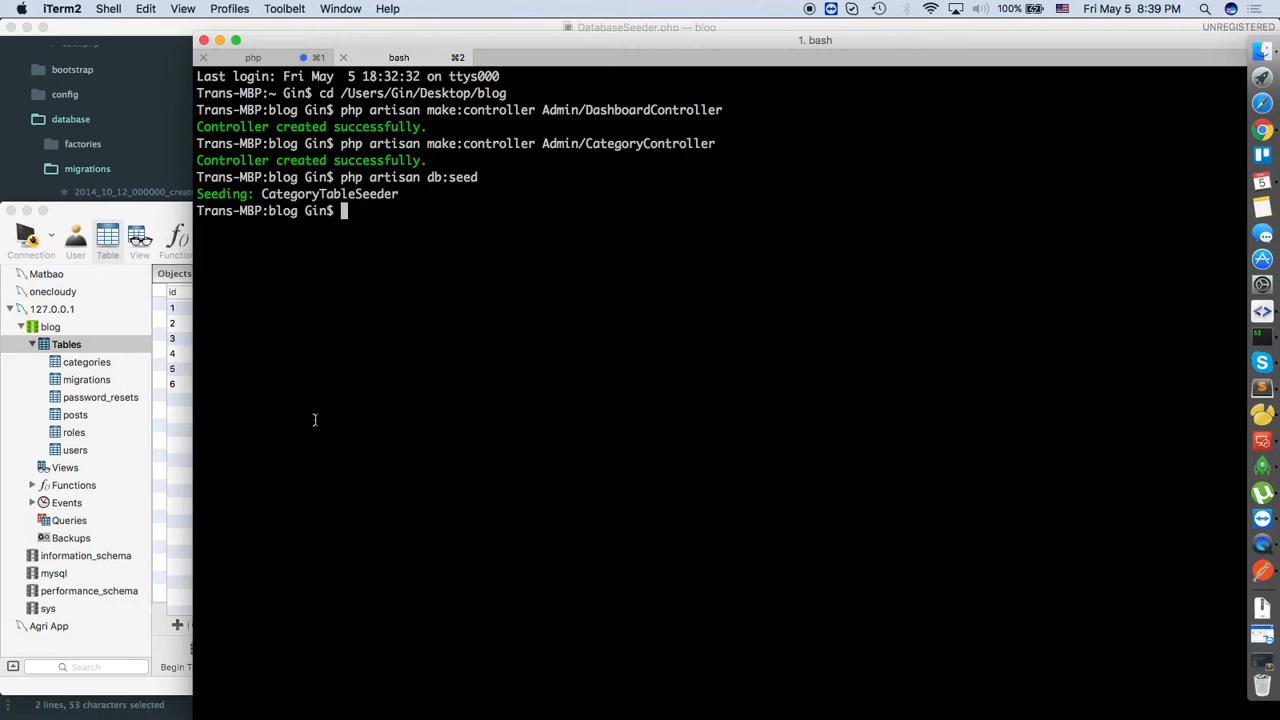 iTerm2 Shell Edit View Profiles Toolbelt Window Help 100% Fri May 5 8:39 PM
DatabaseSeeder.php — blog UNREGISTERED
1. bash
php ⌘1 bash ⌘2
Last login: Fri May  5 18:32:32 on ttys000
Trans-MBP:~ Gin$ cd /Users/Gin/Desktop/blog
Trans-MBP:blog Gin$ php artisan make:controller Admin/DashboardController
Controller created successfully.
Trans-MBP:blog Gin$ php artisan make:controller Admin/CategoryController
Controller created successfully.
Trans-MBP:blog Gin$ php artisan db:seed
Seeding: CategoryTableSeeder
Trans-MBP:blog Gin$
bootstrap
config
database
factories
migrations
2014_10_12_000000_creat
Connection User Table View Function
Matbao
onecloudy
127.0.0.1
blog
Tables
categories
migrations
password_resets
posts
roles
users
Views
Functions
Events
Queries
Backups
information_schema
mysql
performance_schema
sys
Agri App
Search
Objects
id
1
2
3
4
5
6
Begin T
2 lines, 53 characters selected